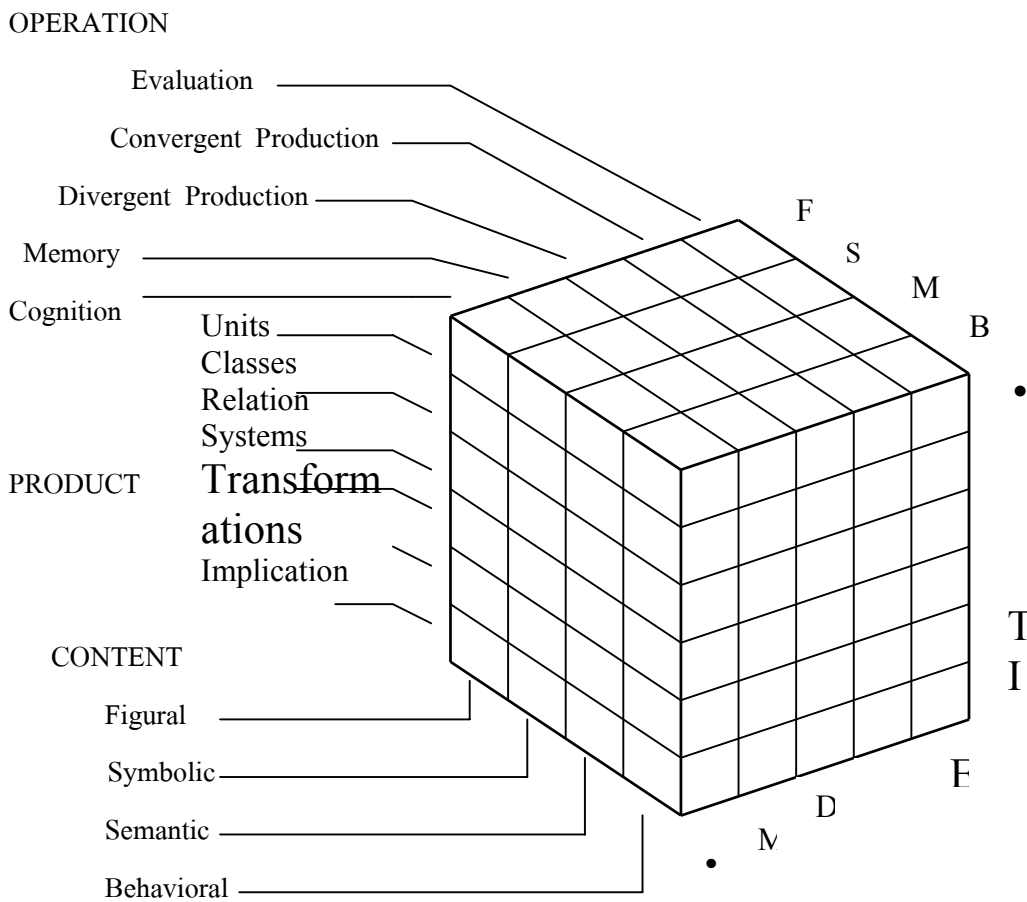 OPERATION
Evaluation
Convergent Production
Divergent Production
Memory
Cognition
Units
Classes
Relation
Systems
PRODUCT
Transform
ations
Implication
CONTENT
Figural
Symbolic
Semantic
Behavioral
F
S
M
B
•
T
I
E
D
M
•